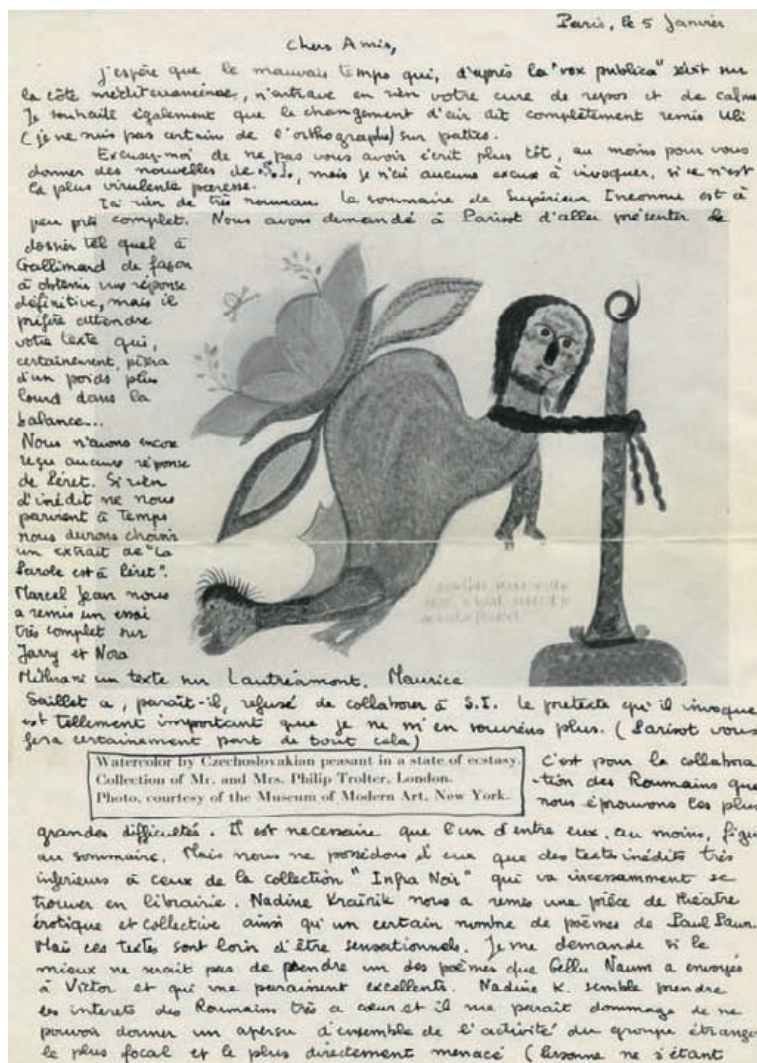 Paris, le 5 Janvier
Chers Amis,
J'espère que le mauvais temps qui, d'après la "vox publica" sévit sur
la côte méditerranéenne, n'entrave en rien votre cure de repos et de calme
Je souhaite également que le changement d'air ait complètement remis Uli
(je ne suis pas certain de l'orthographe) sur pattes.
Excusez-moi de ne pas vous avoir écrit plus tôt, au moins pour vous
donner des nouvelles de S.I., mais je n'ai aucune excuse à invoquer, si ce n'est
la plus virulente paresse.
Ici rien de très nouveau. Le sommaire de Supérieur Inconnu est à
peu près complet. Nous avons demandé à Parisot d'aller présenter le
dossier tel quel à
Gallimard de façon
à obtenir une réponse
définitive, mais il
préfère attendre
votre texte qui,
certainement, pèsera
d'un poids plus
lourd dans la
balance...
Nous n'avons encore
reçu aucune réponse
de Péret. Si rien
d'inédit ne nous
parvient à temps
nous devrons choisir
un extrait de "La
Parole est à Péret".
Marcel Jean nous
a remis un essai
très complet sur
Jarry et Nora
Mitrani un texte sur Lautréamont. Maurice
Saillet a, paraît-il, refusé de collaborer à S.I. Le prétexte qu'il invoque
est tellement important que je ne m'en souviens plus. (Parisot vous
fera certainement part de tout cela)
Watercolor by Czechoslovakian peasant in a state of ecstasy.
Collection of Mr. and Mrs. Philip Trolter, London.
Photo, courtesy of the Museum of Modern Art, New York.
C'est pour la collabora
-tion des Roumains que
nous éprouvons les plus
grandes difficultés. Il est nécessaire que l'un d'entre eux, au moins, figure
au sommaire. Mais nous ne possédons d'eux que des textes inédits très
inférieurs à ceux de la collection "Infra Noir" qui va incessamment se
trouver en librairie. Nadine Kraïnik nous a remis une pièce de théâtre
érotique et collective ainsi qu'un certain nombre de poèmes de Paul Paun.
Mais ces textes sont loin d'être sensationnels. Je me demande si le
mieux ne serait pas de prendre un des poèmes que Gellu Naum a envoyés
à Victor et qui me paraissent excellents. Nadine K. semble prendre
les intérêts des Roumains très à cœur et il me paraît dommage de ne
pouvoir donner un aperçu d'ensemble de l'activité du groupe étranger
le plus focal et le plus directement menacé (personne ne s'étant